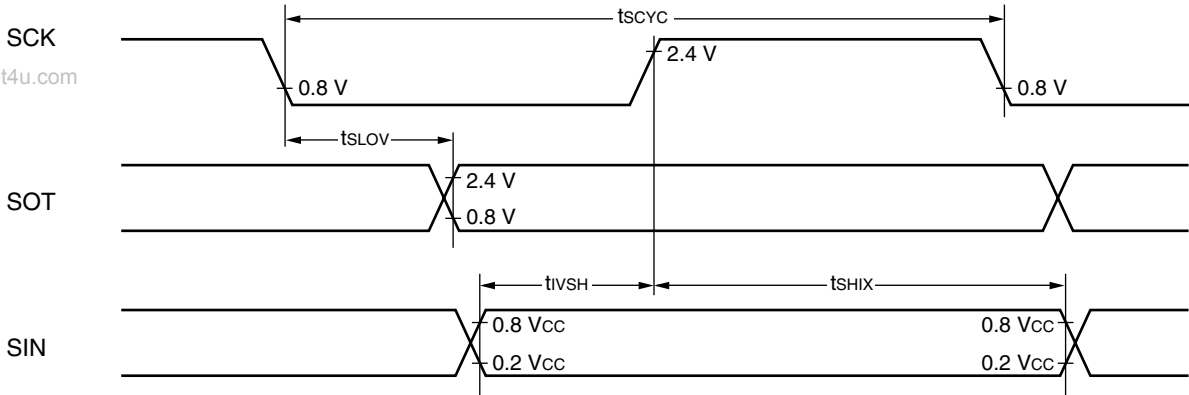 tSCYC
SCK
2.4 V
t4u.com
0.8 V
0.8 V
tSLOV
2.4 V
SOT
0.8 V
tIVSH
tSHIX
0.8 VCC
0.8 VCC
SIN
0.2 VCC
0.2 VCC